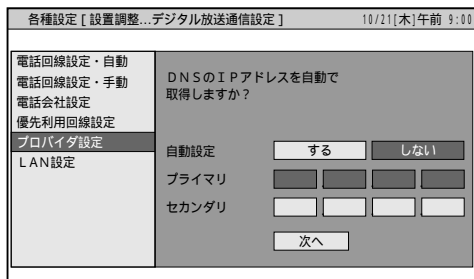 各種設定 [ 設置調整...デジタル放送通信設定 ]
10/21[木]午前 9:00
電話回線設定・自動
電話回線設定・手動
電話会社設定
優先利用回線設定
プロバイダ設定
ＬＡＮ設定
ＤＮＳのＩＰアドレスを自動で
取得しますか？
自動設定 する しない
プライマリ
セカンダリ
次へ